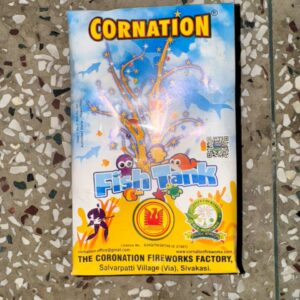 CORNATION
Fish Tank
THE CORONATION FIREWORKS FACTORY,
Salvarpatti Village (Via), Sivakasi.